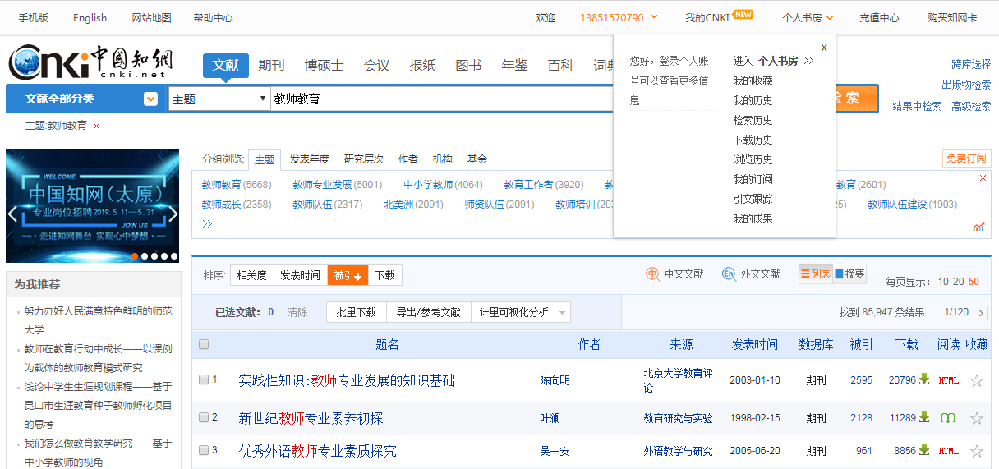 手机版 English 网站地图 帮助中心 欢迎 13851570790 我的CNKI NEW 个人书房 充值中心 购买知网卡
cnki 中国知網
cnki.net
文献 期刊 博硕士 会议 报纸 图书 年鉴 百科 词典
x
您好，登录个人账
号可以查看更多信
息
进入 个人书房 >>
我的收藏
我的历史
检索历史
下载历史
浏览历史
我的订阅
引文跟踪
我的成果
跨库选择
出版物检索
文献全部分类 主题 教师教育 检索
结果中检索 高级检索
主题:教师教育 ×
WELCOME
中国知网(太原)
专业岗位招聘2019.5.11—5.31
JOIN US
走进知网舞台 实现心中梦想
分组浏览: 主题 发表年度 研究层次 作者 机构 基金 免费订阅
教师教育(5668) 教师专业发展(5001) 中小学教师(4064) 教育工作者(3920) 教育(2601)
教师成长(2358) 教师队伍(2317) 北美洲(2091) 师资队伍(2091) 教师培训(20 5) 教师队伍建设(1903)
>>
排序: 相关度 发表时间 被引 下载 中 中文文献 En 外文文献 列表 摘要 每页显示: 10 20 50
已选文献: 0 清除 批量下载 导出/参考文献 计量可视化分析 找到 85,947 条结果 1/120 >
题名 作者 来源 发表时间 数据库 被引 下载 阅读 收藏
1 实践性知识:教师专业发展的知识基础 陈向明 北京大学教育评论 2003-01-10 期刊 2595 20796 HTML
2 新世纪教师专业素养初探 叶澜 教育研究与实验 1998-02-15 期刊 2128 11289
3 优秀外语教师专业素质探究 吴一安 外语教学与研究 2005-06-20 期刊 961 8856 HTML
为我推荐
努力办好人民满意特色鲜明的师范
大学
教师在教育行动中成长——以课例
为载体的教师教育模式研究
浅论中学生生涯规划课程——基于
昆山市生涯教育种子教师孵化项目
的思考
我们怎么做教育教学研究——基于
中小学教师的视角